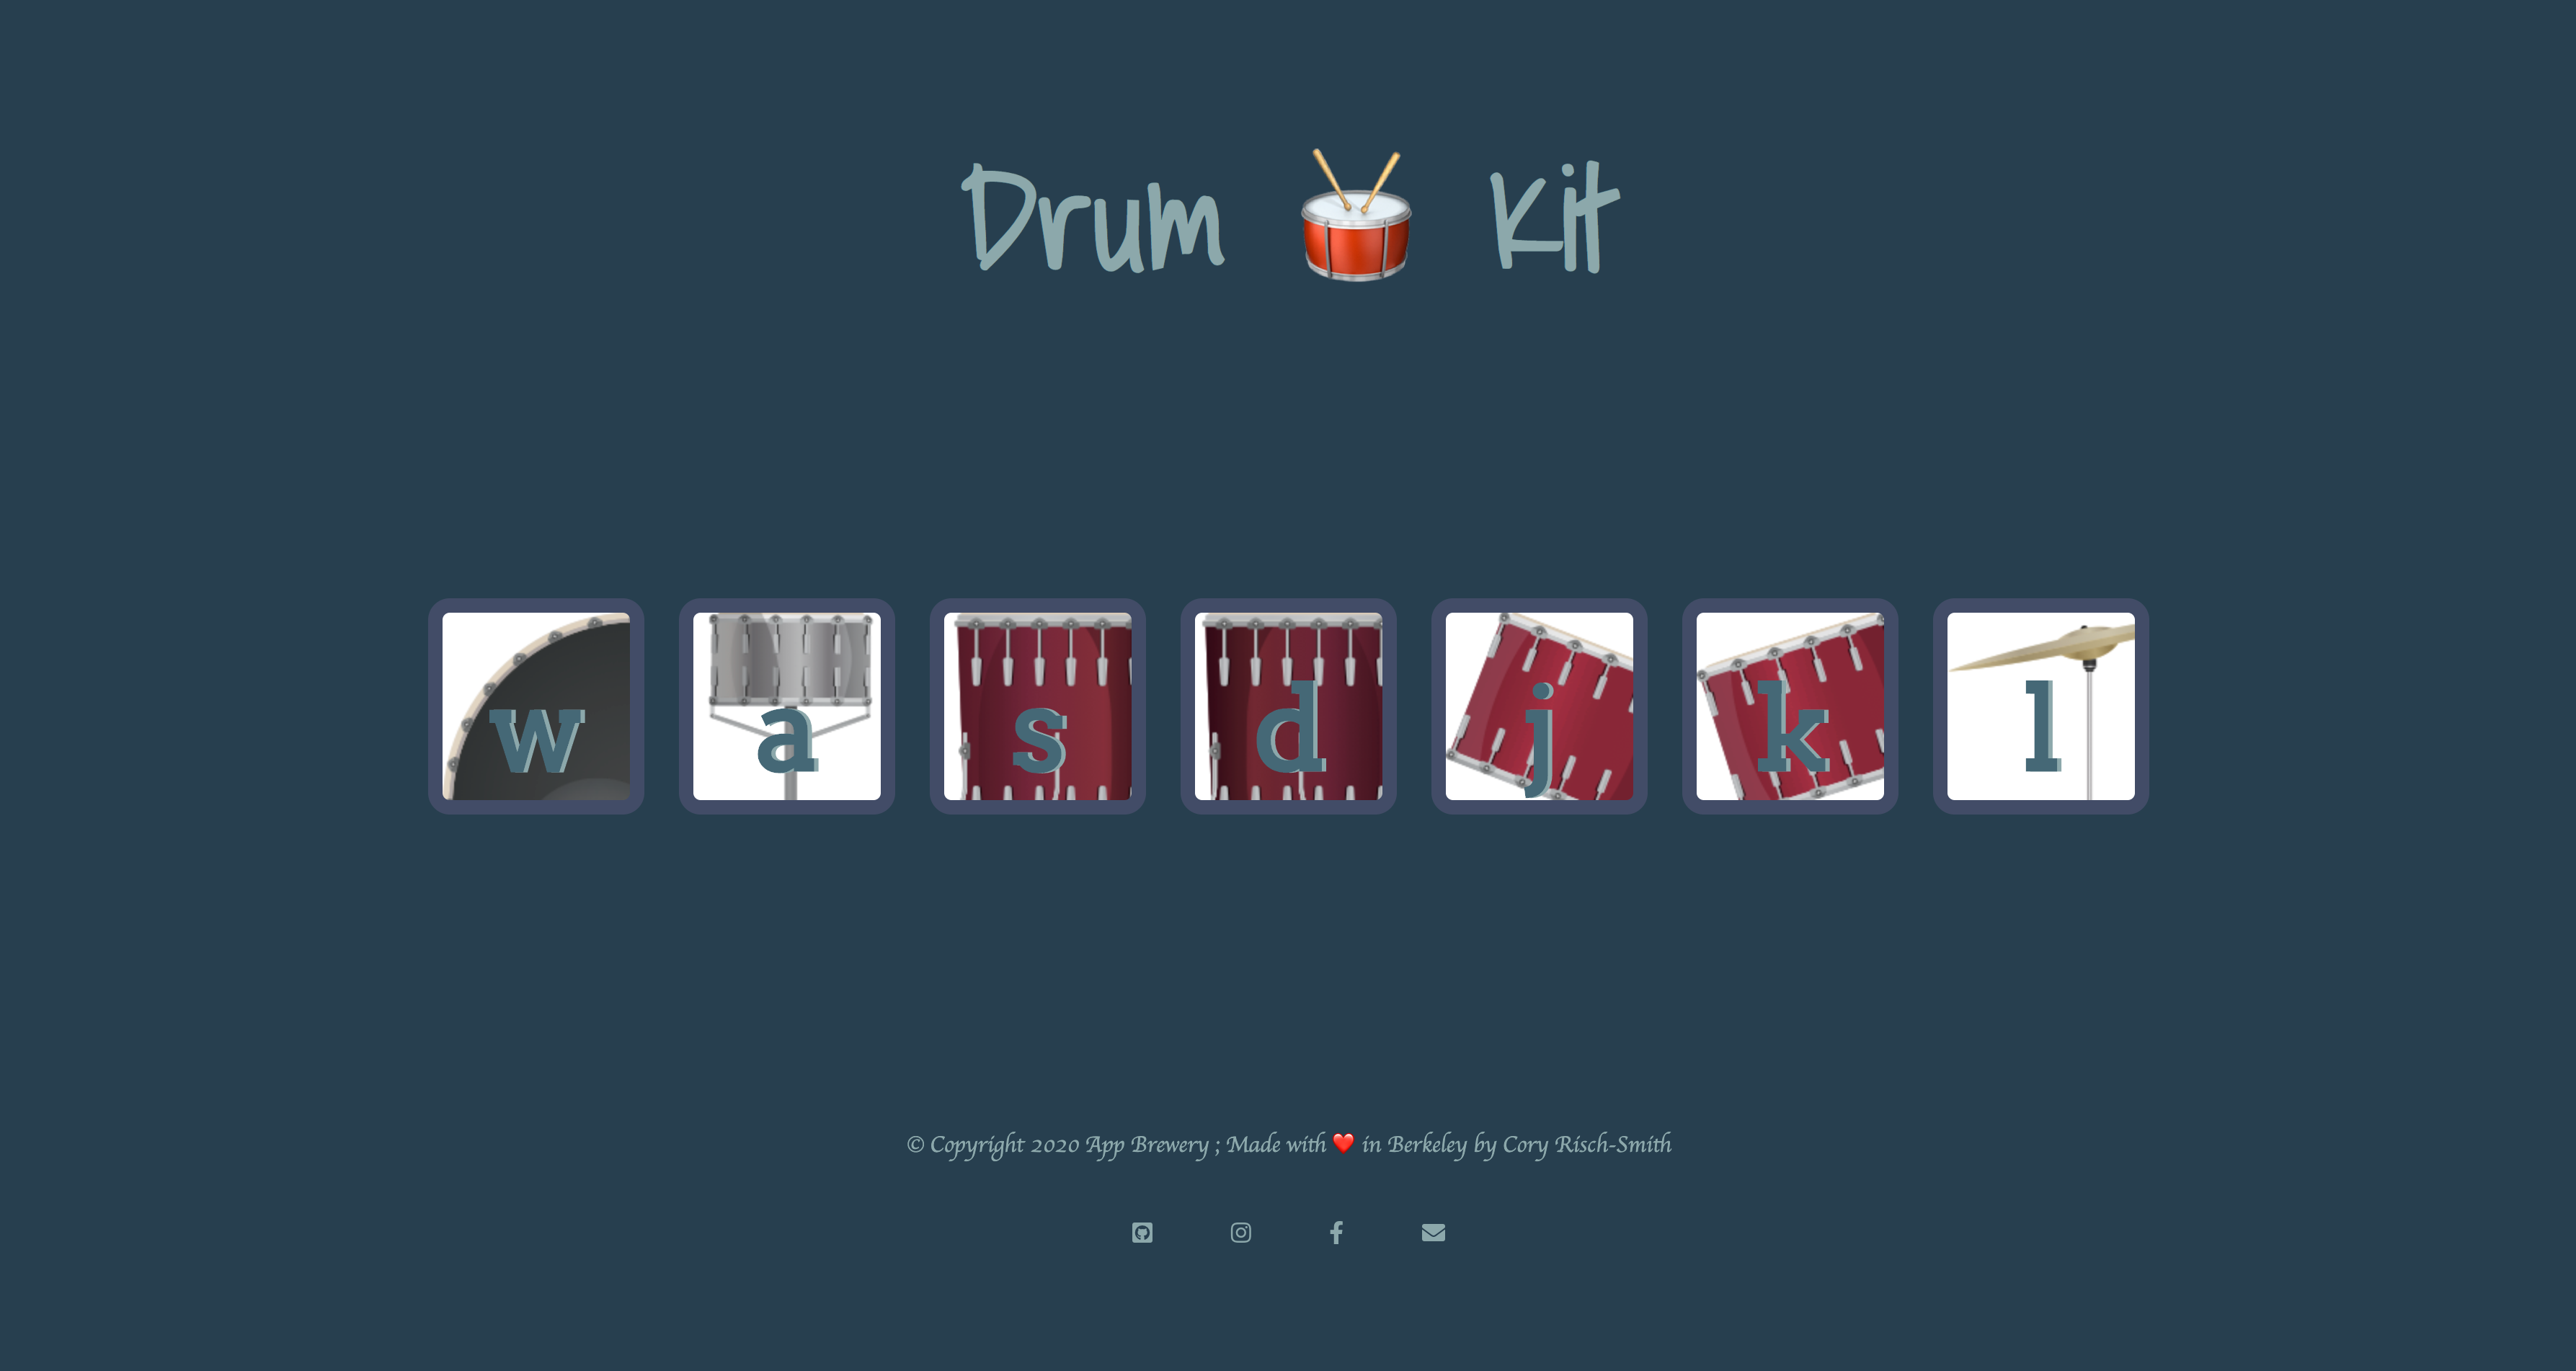 Drum 🥁 Kit
w a s d j k l
© Copyright 2020 App Brewery ; Made with ❤️ in Berkeley by Cory Risch-Smith